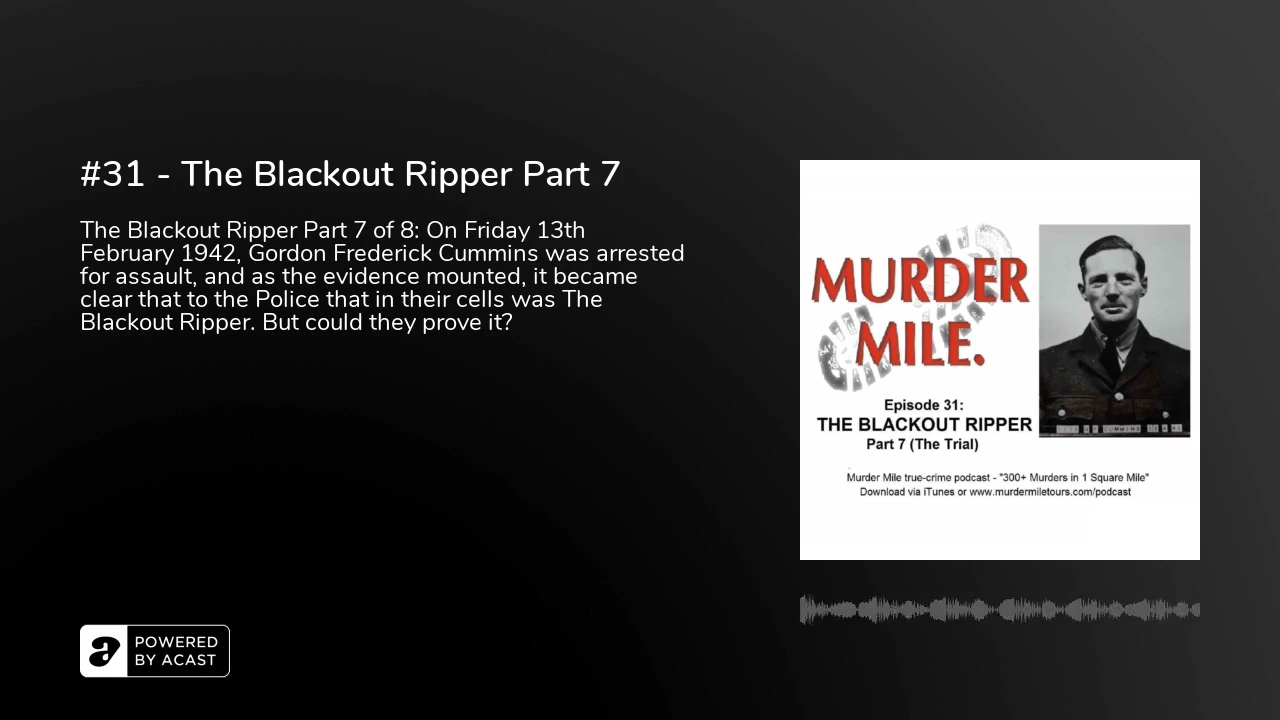 #31 - The Blackout Ripper Part 7
The Blackout Ripper Part 7 of 8: On Friday 13th
February 1942, Gordon Frederick Cummins was arrested
for assault, and as the evidence mounted, it became
clear that to the Police that in their cells was The
Blackout Ripper. But could they prove it?
MURDER
MILE.
Episode 31:
THE BLACKOUT RIPPER
Part 7 (The Trial)
Murder Mile true-crime podcast - "300+ Murders in 1 Square Mile"
Download via iTunes or www.murdermiletours.com/podcast
POWERED
BY ACAST